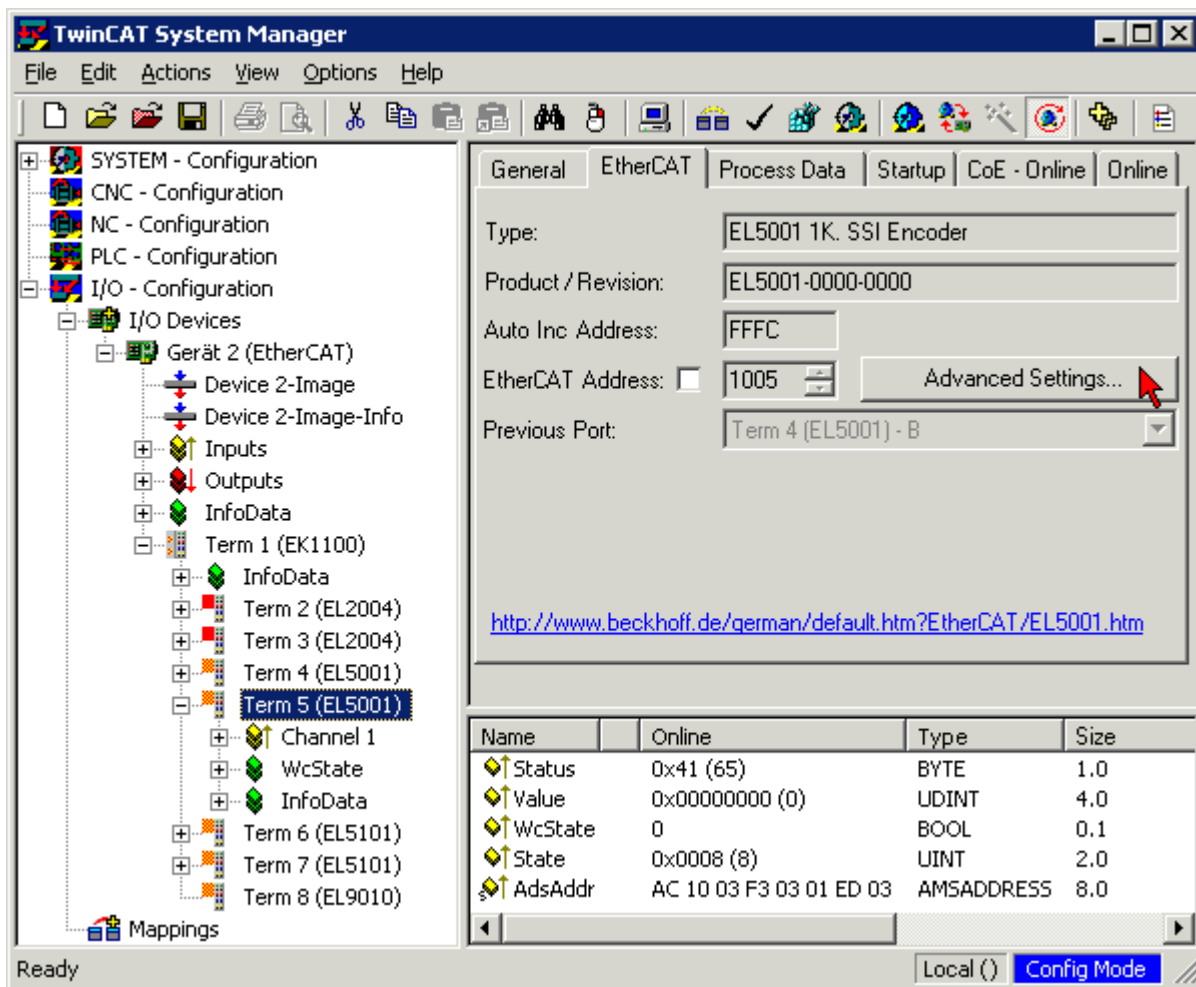 TwinCAT System Manager
File Edit Actions View Options Help
SYSTEM - Configuration
CNC - Configuration
NC - Configuration
PLC - Configuration
I/O - Configuration
I/O Devices
Gerät 2 (EtherCAT)
Device 2-Image
Device 2-Image-Info
Inputs
Outputs
InfoData
Term 1 (EK1100)
InfoData
Term 2 (EL2004)
Term 3 (EL2004)
Term 4 (EL5001)
Term 5 (EL5001)
Channel 1
WcState
InfoData
Term 6 (EL5101)
Term 7 (EL5101)
Term 8 (EL9010)
Mappings
General EtherCAT Process Data Startup CoE - Online Online
Type: EL5001 1K. SSI Encoder
Product / Revision: EL5001-0000-0000
Auto Inc Address: FFFC
EtherCAT Address: 1005 Advanced Settings...
Previous Port: Term 4 (EL5001) - B
http://www.beckhoff.de/german/default.htm?EtherCAT/EL5001.htm
Name Online Type Size
Status 0x41 (65) BYTE 1.0
Value 0x00000000 (0) UDINT 4.0
WcState 0 BOOL 0.1
State 0x0008 (8) UINT 2.0
AdsAddr AC 10 03 F3 03 01 ED 03 AMSADDRESS 8.0
Ready Local () Config Mode